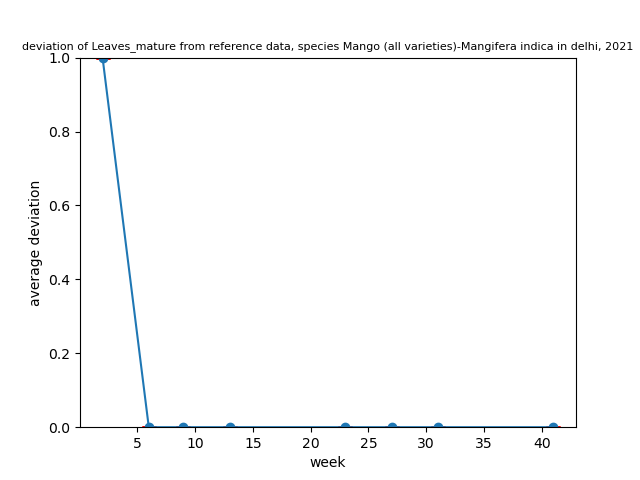 deviation of Leaves_mature from reference data, species Mango (all varieties)-Mangifera indica in delhi, 2021
1.0
0.8
0.6
0.4
0.2
0.0
average deviation
5 10 15 20 25 30 35 40
week